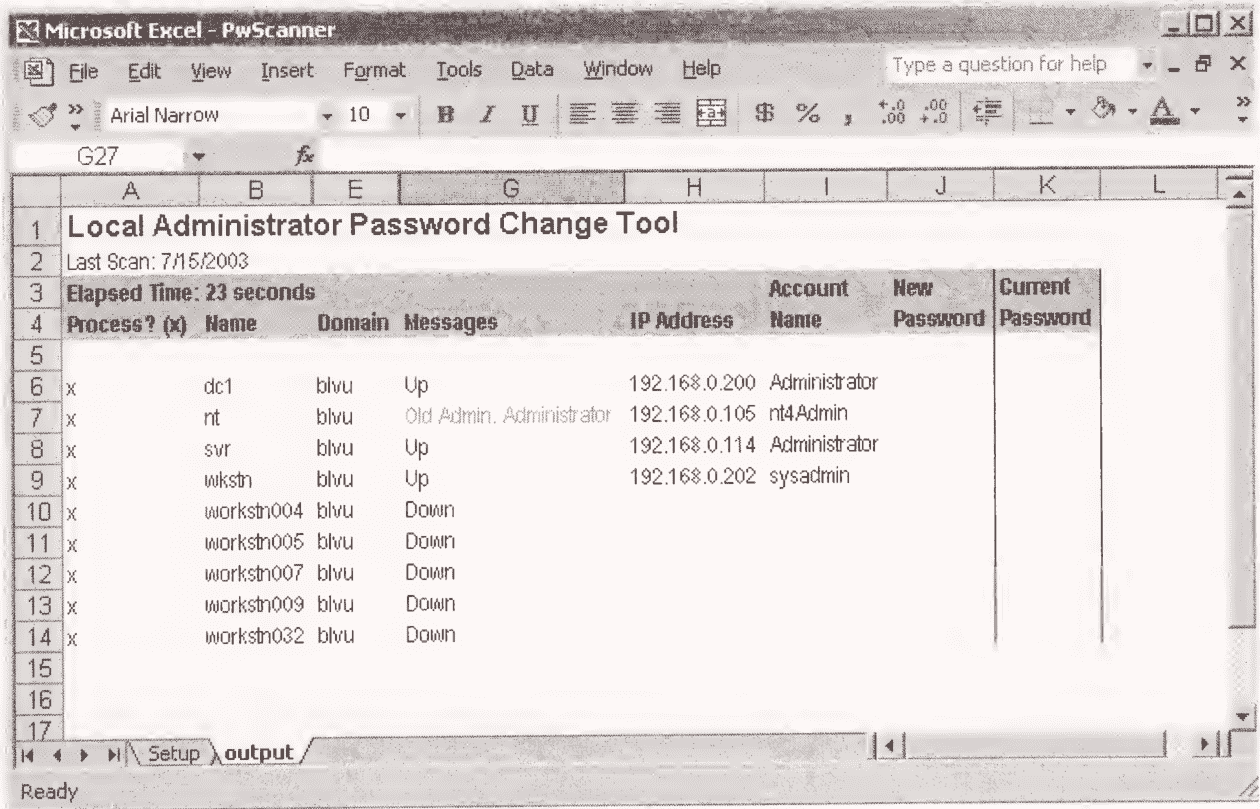 Microsoft Excel - PwScanner
File Edit View Insert Format Tools Data Window Help Type a question for help
Arial Narrow 10 B I U $ % ,
G27 fx
A B E G H I J K L
1 Local Administrator Password Change Tool
2 Last Scan: 7/15/2003
3 Elapsed Time: 23 seconds Account New Current
4 Process? (x) Name Domain Messages IP Address Name Password Password
5
6 x dc1 blvu Up 192.168.0.200 Administrator
7 x nt blvu Old Admin. Administrator 192.168.0.105 nt4Admin
8 x svr blvu Up 192.168.0.114 Administrator
9 x wkstn blvu Up 192.168.0.202 sysadmin
10 x workstn004 blvu Down
11 x workstn005 blvu Down
12 x workstn007 blvu Down
13 x workstn009 blvu Down
14 x workstn032 blvu Down
15
16
17
Setup output
Ready